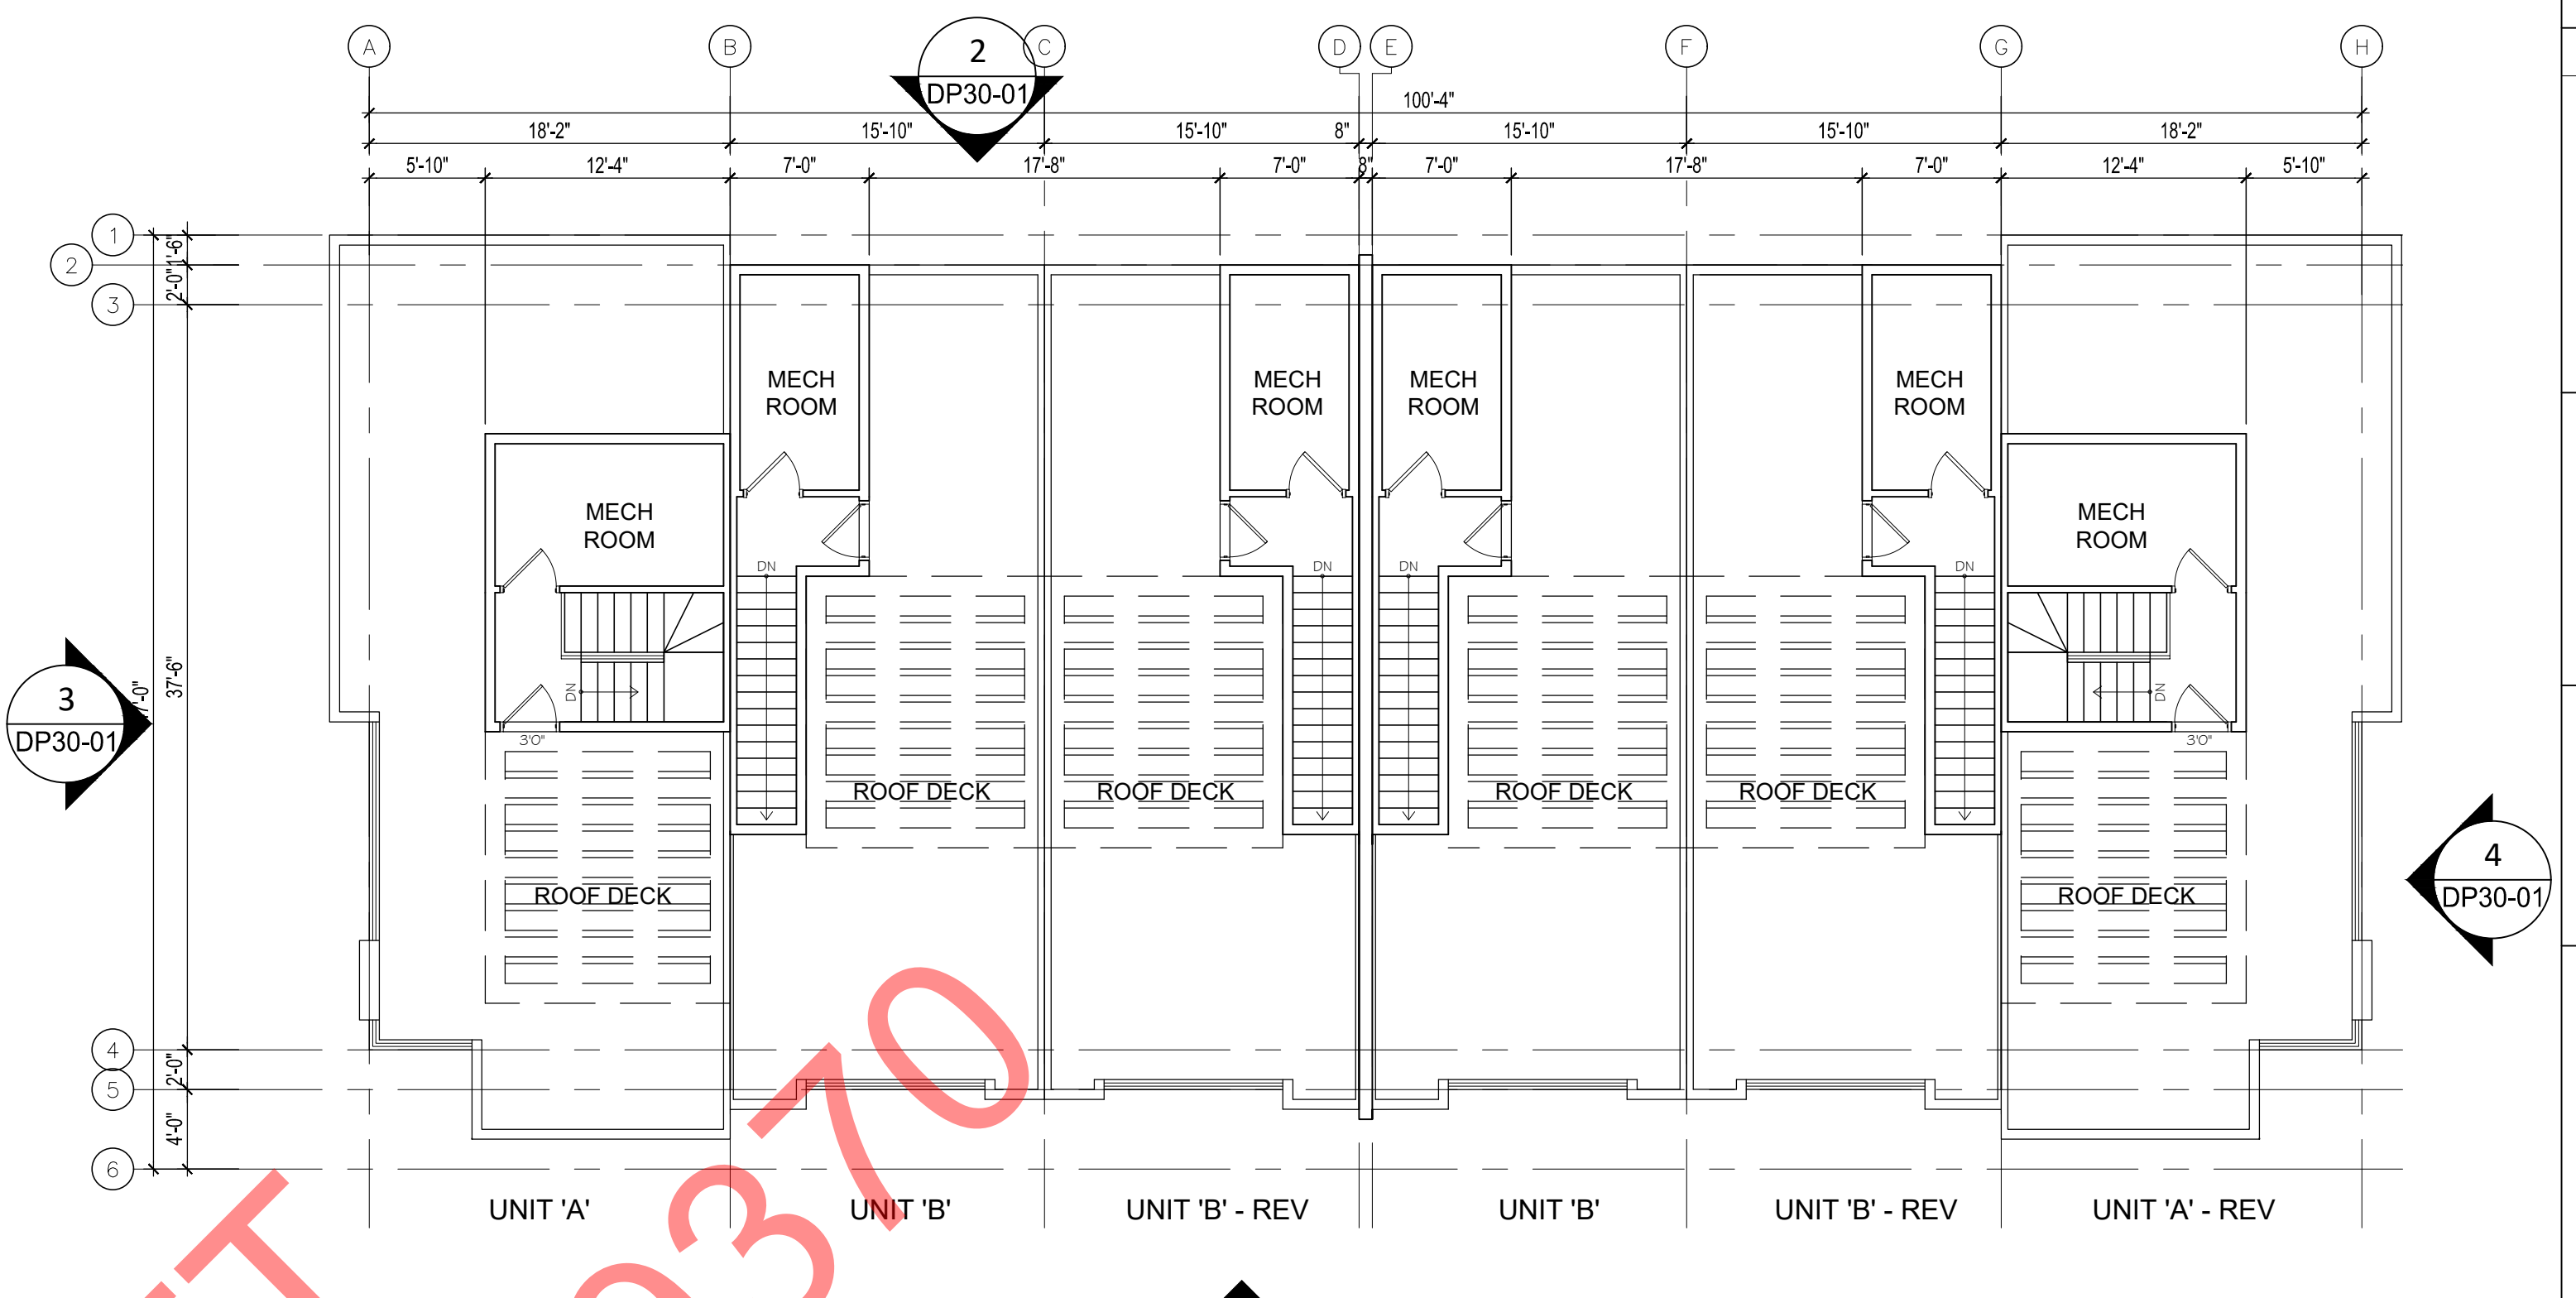 A B 2 C D E F G H
DP30-01
100'-4"
18'-2" 15'-10" 15'-10" 8" 15'-10" 15'-10" 18'-2"
5'-10" 12'-4" 7'-0" 17'-8" 7'-0" 8" 7'-0" 17'-8" 7'-0" 12'-4" 5'-10"
1
1'-6"
2
2'-0"
3
MECH MECH MECH MECH
ROOM ROOM ROOM ROOM
MECH MECH
ROOM ROOM
DN DN DN DN
37'-6"
3
DP30-01
7'-0"
DN DN
3'0" 3'0"
ROOF DECK ROOF DECK ROOF DECK ROOF DECK
4
DP30-01
ROOF DECK ROOF DECK
4
2'-0"
5
4'-0"
6
UNIT 'A' UNIT 'B' UNIT 'B' - REV UNIT 'B' UNIT 'B' - REV UNIT 'A' - REV
370
T